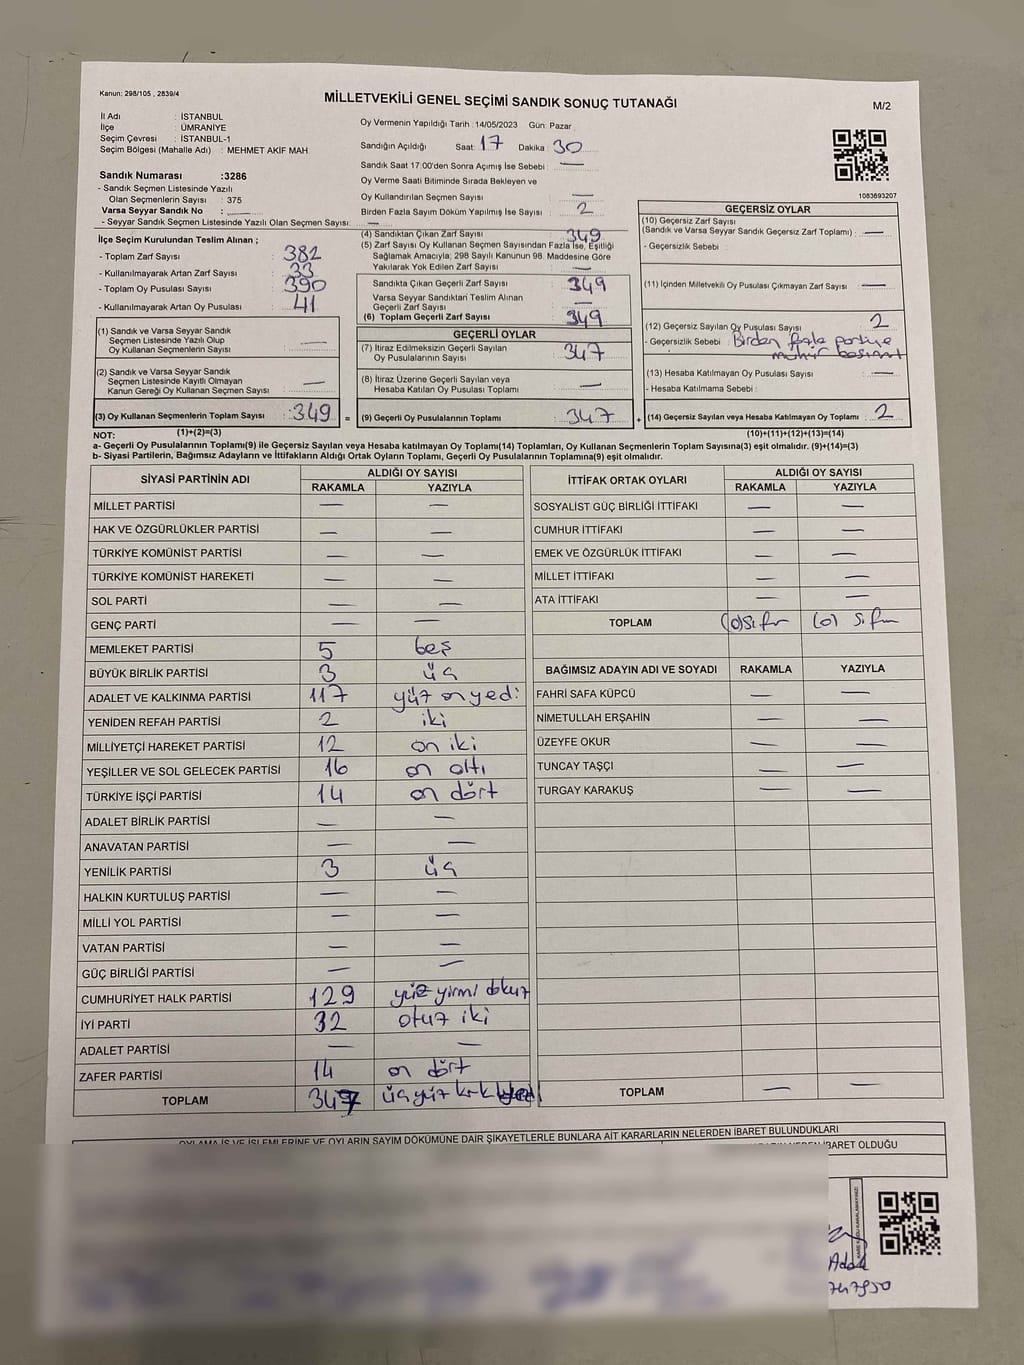 Kanun: 298/105 , 2839/4
MİLLETVEKİLİ GENEL SEÇİMİ SANDIK SONUÇ TUTANAĞI
M/2
İl Adı : İSTANBUL
İlçe : ÜMRANİYE
Seçim Çevresi : İSTANBUL-1
Seçim Bölgesi (Mahalle Adı) : MEHMET AKİF MAH
Sandık Numarası :3286
- Sandık Seçmen Listesinde Yazılı
Olan Seçmenlerin Sayısı : 375
Varsa Seyyar Sandık No :
- Seyyar Sandık Seçmen Listesinde Yazılı Olan Seçmen Sayısı: —
Oy Vermenin Yapıldığı Tarih :14/05/2023 Gün: Pazar
Sandığın Açıldığı Saat: 17 Dakika : 30
Sandık Saat 17:00'den Sonra Açımış İse Sebebi : —
Oy Verme Saati Bitiminde Sırada Bekleyen ve
Oy Kullandırılan Seçmen Sayısı : —
Birden Fazla Sayım Döküm Yapılmış İse Sayısı : 2
1083693207
İlçe Seçim Kurulundan Teslim Alınan ;
- Toplam Zarf Sayısı : 382
- Kullanılmayarak Artan Zarf Sayısı : 33
- Toplam Oy Pusulası Sayısı : 390
- Kullanılmayarak Artan Oy Pusulası : 41
(1) Sandık ve Varsa Seyyar Sandık
Seçmen Listesinde Yazılı Olup
Oy Kullanan Seçmenlerin Sayısı : —
(2) Sandık ve Varsa Seyyar Sandık
Seçmen Listesinde Kayıtlı Olmayan
Kanun Gereği Oy Kullanan Seçmen Sayısı : —
(3) Oy Kullanan Seçmenlerin Toplam Sayısı : 349 =
(4) Sandıktan Çıkan Zarf Sayısı : 349
(5) Zarf Sayısı Oy Kullanan Seçmen Sayısından Fazla İse, Eşitliği
Sağlamak Amacıyla; 298 Sayılı Kanunun 98. Maddesine Göre
Yakılarak Yok Edilen Zarf Sayısı : —
Sandıkta Çıkan Geçerli Zarf Sayısı : 349
Varsa Seyyar Sandıktan Teslim Alınan
Geçerli Zarf Sayısı : —
(6) Toplam Geçerli Zarf Sayısı : 349
GEÇERLİ OYLAR
(7) İtiraz Edilmeksizin Geçerli Sayılan
Oy Pusulalarının Sayısı : 347
(8) İtiraz Üzerine Geçerli Sayılan veya
Hesaba Katılan Oy Pusulası Toplamı : —
(9) Geçerli Oy Pusulalarının Toplamı : 347 +
GEÇERSİZ OYLAR
(10) Geçersiz Zarf Sayısı
(Sandık ve Varsa Seyyar Sandık Geçersiz Zarf Toplamı) : —
- Geçersizlik Sebebi :
(11) İçinden Milletvekili Oy Pusulası Çıkmayan Zarf Sayısı : —
(12) Geçersiz Sayılan Oy Pusulası Sayısı : 2
- Geçersizlik Sebebi : Birden fazla partiye
mühür basılmış
(13) Hesaba Katılmayan Oy Pusulası Sayısı : —
- Hesaba Katılmama Sebebi :
(14) Geçersiz Sayılan veya Hesaba Katılmayan Oy Toplamı : 2
NOT: (1)+(2)=(3) (10)+(11)+(12)+(13)=(14)
a- Geçerli Oy Pusulalarının Toplamı(9) ile Geçersiz Sayılan veya Hesaba Katılmayan Oy Toplamı(14) Toplamları, Oy Kullanan Seçmenlerin Toplam Sayısına(3) eşit olmalıdır. (9)+(14)=(3)
b- Siyasi Partilerin, Bağımsız Adayların ve İttifakların Aldığı Ortak Oyların Toplamı, Geçerli Oy Pusulalarının Toplamına(9) eşit olmalıdır.
SİYASİ PARTİNİN ADI ALDIĞI OY SAYISI
RAKAMLA YAZIYLA
MİLLET PARTİSİ — —
HAK VE ÖZGÜRLÜKLER PARTİSİ — —
TÜRKİYE KOMÜNİST PARTİSİ — —
TÜRKİYE KOMÜNİST HAREKETİ — —
SOL PARTİ — —
GENÇ PARTİ — —
MEMLEKET PARTİSİ 5 beş
BÜYÜK BİRLİK PARTİSİ 3 üç
ADALET VE KALKINMA PARTİSİ 117 yüz on yedi
YENİDEN REFAH PARTİSİ 2 iki
MİLLİYETÇİ HAREKET PARTİSİ 12 on iki
YEŞİLLER VE SOL GELECEK PARTİSİ 16 on altı
TÜRKİYE İŞÇİ PARTİSİ 14 on dört
ADALET BİRLİK PARTİSİ — —
ANAVATAN PARTİSİ — —
YENİLİK PARTİSİ 3 üç
HALKIN KURTULUŞ PARTİSİ — —
MİLLİ YOL PARTİSİ — —
VATAN PARTİSİ — —
GÜÇ BİRLİĞİ PARTİSİ — —
CUMHURİYET HALK PARTİSİ 129 yüz yirmi dokuz
İYİ PARTİ 32 otuz iki
ADALET PARTİSİ — —
ZAFER PARTİSİ 14 on dört
TOPLAM 347 üçyüz kırk yedi
İTTİFAK ORTAK OYLARI ALDIĞI OY SAYISI
RAKAMLA YAZIYLA
SOSYALİST GÜÇ BİRLİĞİ İTTİFAKI — —
CUMHUR İTTİFAKI — —
EMEK VE ÖZGÜRLÜK İTTİFAKI — —
MİLLET İTTİFAKI — —
ATA İTTİFAKI — —
TOPLAM (0) Sıfır (0) Sıfır
BAĞIMSIZ ADAYIN ADI VE SOYADI RAKAMLA YAZIYLA
FAHRİ SAFA KÜPCÜ — —
NİMETULLAH ERŞAHİN — —
ÜZEYFE OKUR — —
TUNCAY TAŞÇI — —
TURGAY KARAKUŞ — —
TOPLAM — —
OYLAMA İŞ VE İŞLEMLERİNE VE OYLARIN SAYIM DÖKÜMÜNE DAİR ŞİKAYETLERLE BUNLARA AİT KARARLARIN NELERDEN İBARET BULUNDUKLARI
NEDEN İBARET OLDUĞU